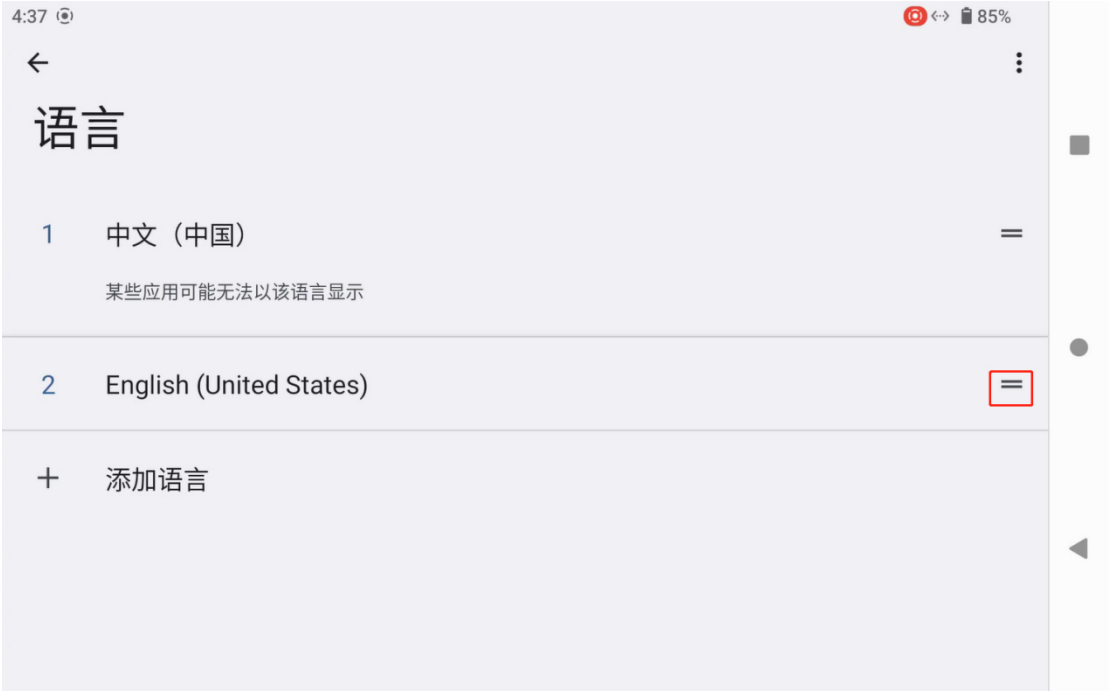 4:37
85%
语言
1 中文（中国）
某些应用可能无法以该语言显示
2 English (United States)
添加语言